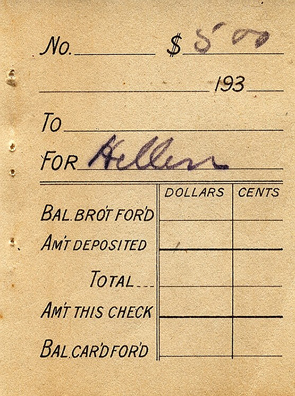 No. $ 5 00
193
To
FOR Hellen
DOLLARS CENTS
BAL. BRO'T FOR'D
AM'T DEPOSITED
TOTAL
AM'T THIS CHECK
BAL. CAR'D FOR'D